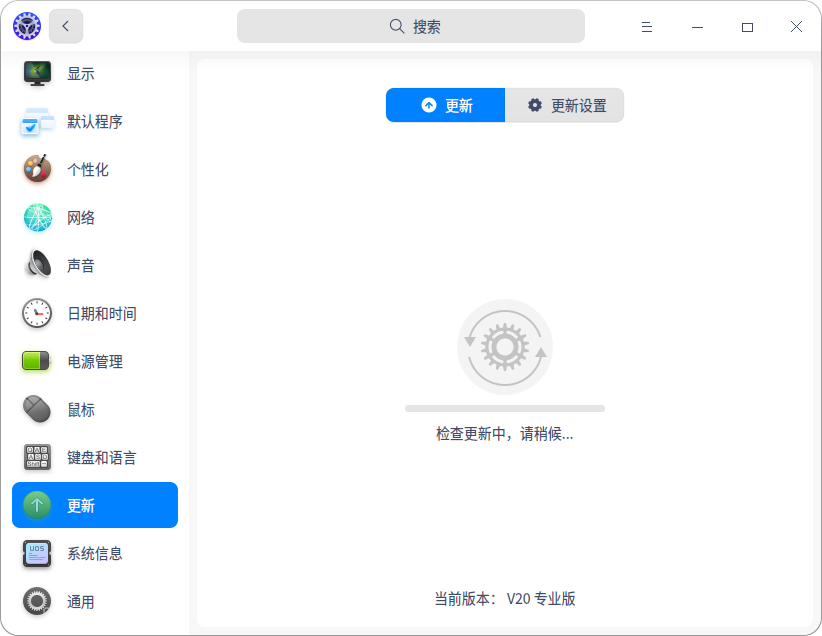 搜索
显示
默认程序
个性化
网络
声音
日期和时间
电源管理
鼠标
键盘和语言
更新
系统信息
通用
更新
更新设置
检查更新中，请稍候...
当前版本： V20 专业版
UOS